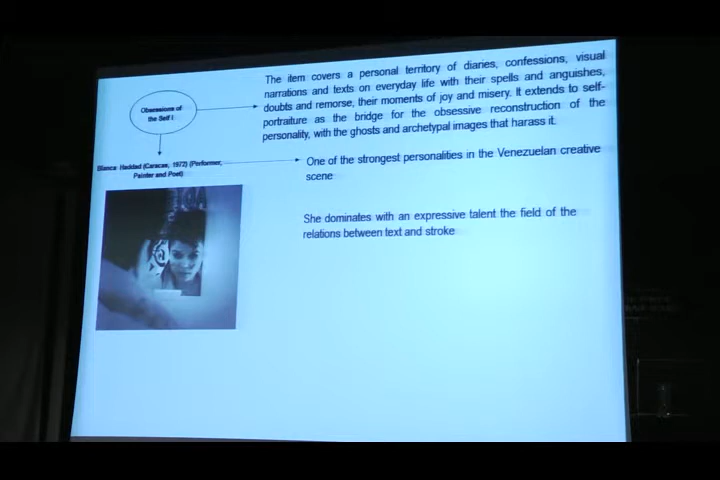 The item covers a personal territory of diaries, confessions, visual
narrations and texts on everyday life with their spells and anguishes,
doubts and remorse, their moments of joy and misery. It extends to self-
portraiture as the bridge for the obsessive reconstruction of the
personality, with the ghosts and archetypal images that harass it.
Obsessions of
the Self I
Blanca Haddad (Caracas, 1972) (Performer,
Painter and Poet)
One of the strongest personalities in the Venezuelan creative
scene
She dominates with an expressive talent the field of the
relations between text and stroke